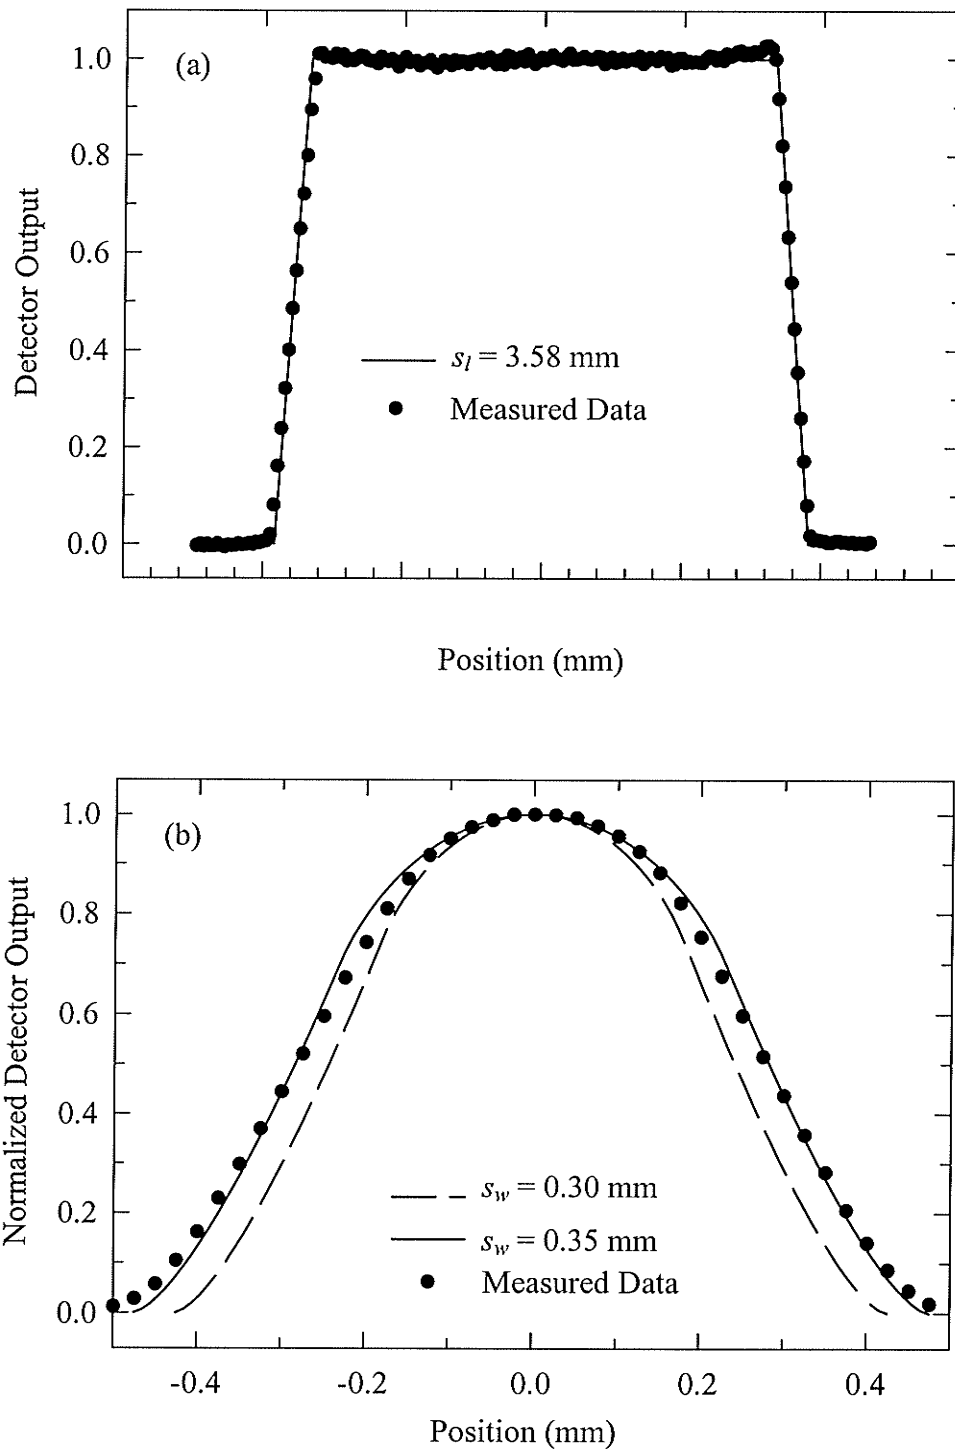 (a)
1.0
0.8
0.6
0.4
0.2
0.0
Detector Output
s_l = 3.58 mm
Measured Data
Position (mm)
(b)
1.0
0.8
0.6
0.4
0.2
0.0
Normalized Detector Output
s_w = 0.30 mm
s_w = 0.35 mm
Measured Data
-0.4 -0.2 0.0 0.2 0.4
Position (mm)